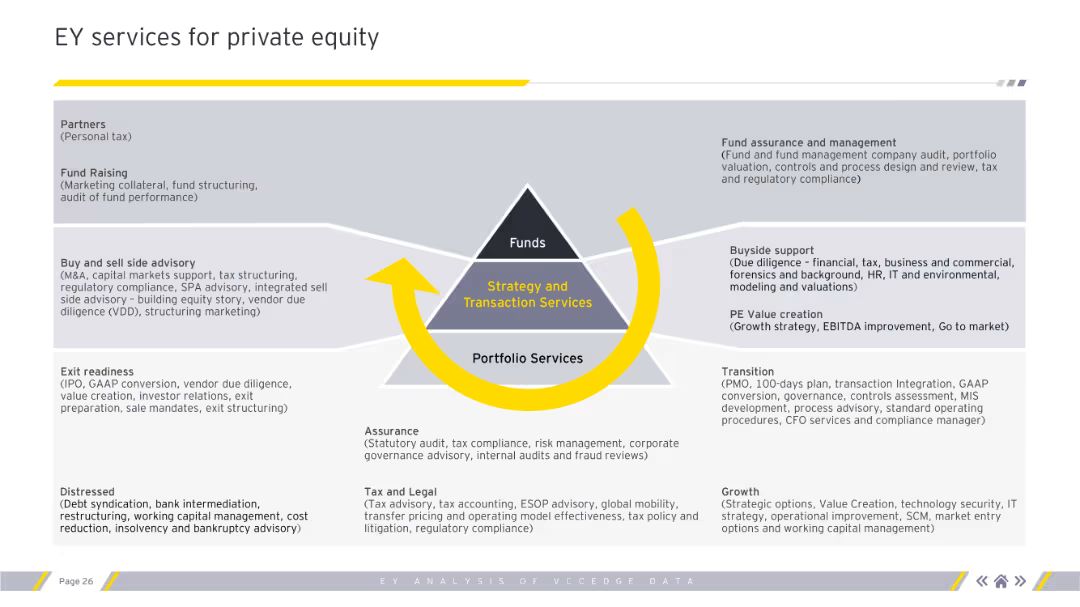 EY services for private equity
Partners
(Personal tax)
Fund Raising
(Marketing collateral, fund structuring,
audit of fund performance)
Fund assurance and management
(Fund and fund management company audit, portfolio
valuation, controls and process design and review, tax
and regulatory compliance)
Funds
Buy and sell side advisory
(M&A, capital markets support, tax structuring,
regulatory compliance, SPA advisory, integrated sell
side advisory – building equity story, vendor due
diligence (VDD), structuring marketing)
Strategy and
Transaction Services
Buyside support
(Due diligence – financial, tax, business and commercial,
forensics and background, HR, IT and environmental,
modeling and valuations)
PE Value creation
(Growth strategy, EBITDA improvement, Go to market)
Portfolio Services
Exit readiness
(IPO, GAAP conversion, vendor due diligence,
value creation, investor relations, exit
preparation, sale mandates, exit structuring)
Transition
(PMO, 100-days plan, transaction Integration, GAAP
conversion, governance, controls assessment, MIS
development, process advisory, standard operating
procedures, CFO services and compliance manager)
Assurance
(Statutory audit, tax compliance, risk management, corporate
governance advisory, internal audits and fraud reviews)
Distressed
(Debt syndication, bank intermediation,
restructuring, working capital management, cost
reduction, insolvency and bankruptcy advisory)
Tax and Legal
(Tax advisory, tax accounting, ESOP advisory, global mobility,
transfer pricing and operating model effectiveness, tax policy and
litigation, regulatory compliance)
Growth
(Strategic options, Value Creation, technology security, IT
strategy, operational improvement, SCM, market entry
options and working capital management)
Page 26
EY ANALYSIS OF VCCEDGE DATA